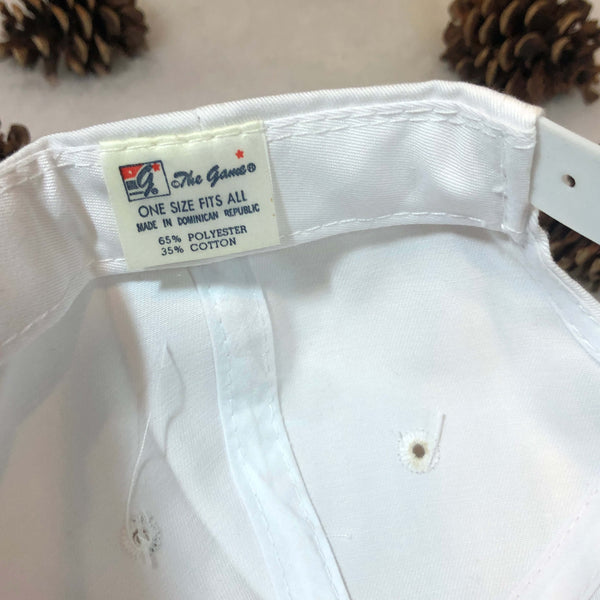 The Game®
ONE SIZE FITS ALL
MADE IN DOMINICAN REPUBLIC
65% POLYESTER
35% COTTON